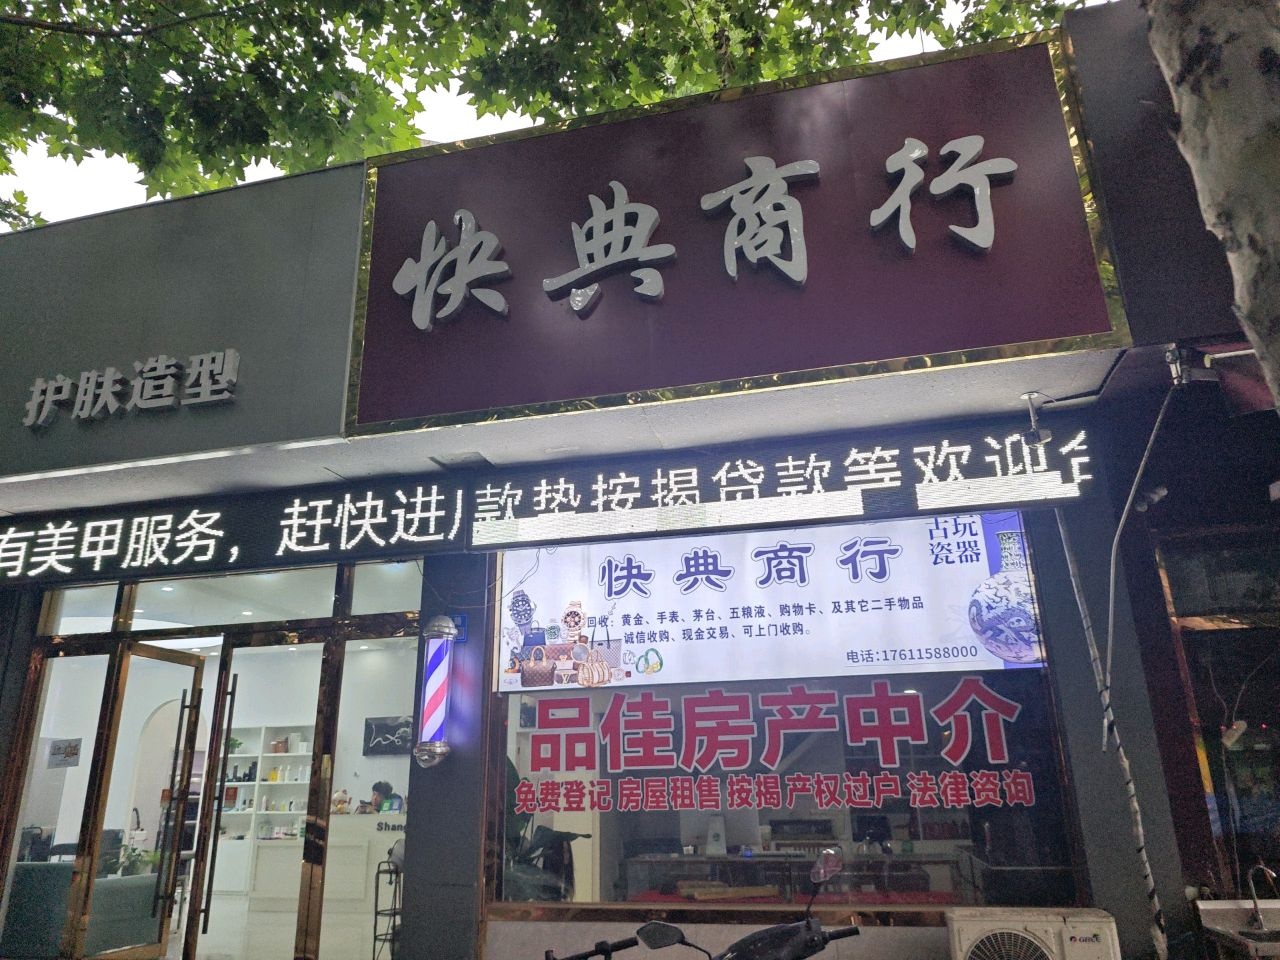 快典商行
护肤造型
有美甲服务，赶快进
款垫按揭贷款等欢迎
快典商行
古玩
瓷器
回收：黄金、手表、茅台、五粮液、购物卡、及其它二手物品
诚信收购、现金交易、可上门收购。
电话:17611588000
品佳房产中介
免费登记 房屋租售 按揭 产权过户 法律资询
Shang
GREE